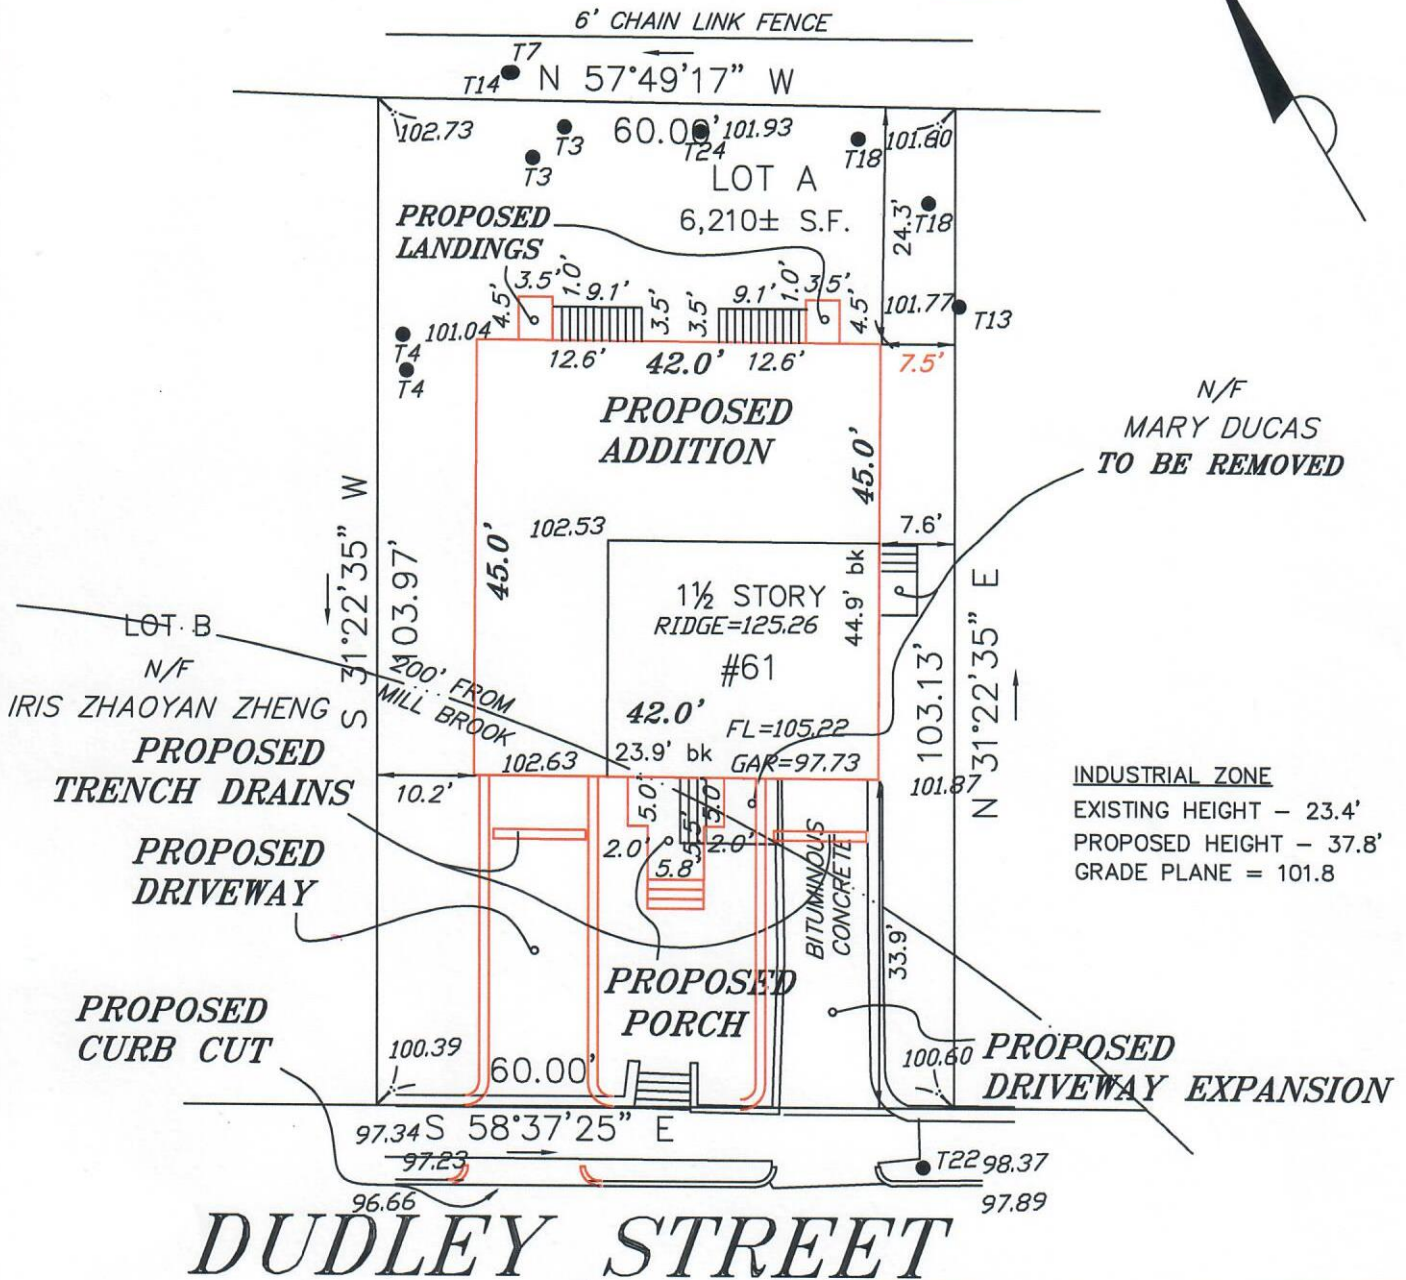 6' CHAIN LINK FENCE
T7
T14
N 57°49'17" W
102.73
T3
60.00'
101.93
T24
T18
101.60
T3
LOT A
T18
PROPOSED
LANDINGS
6,210± S.F.
24.3'
3.5'
1.0'
9.1'
9.1'
1.0'
3.5'
4.5'
3.5'
3.5'
4.5'
101.77
T13
T4
101.04
T4
12.6'
42.0'
12.6'
7.5'
PROPOSED
ADDITION
N/F
MARY DUCAS
TO BE REMOVED
45.0'
102.53
7.6'
45.0'
S 31°22'35" W
103.97'
1½ STORY
RIDGE=125.26
44.9' bk
#61
N 31°22'35" E
103.13'
LOT B
N/F
IRIS ZHAOYAN ZHENG
200' FROM
MILL BROOK
42.0'
FL=105.22
23.9' bk
GAR=97.73
102.63
101.87
PROPOSED
TRENCH DRAINS
10.2'
5.0'
5.5'
5.0'
2.0'
2.0'
5.8'
INDUSTRIAL ZONE
EXISTING HEIGHT – 23.4'
PROPOSED HEIGHT – 37.8'
GRADE PLANE = 101.8
PROPOSED
DRIVEWAY
BITUMINOUS
CONCRETE
33.9'
PROPOSED
PORCH
PROPOSED
CURB CUT
100.39
60.00'
100.60
PROPOSED
DRIVEWAY EXPANSION
97.34
S 58°37'25" E
97.23
T22
98.37
96.66
97.89
DUDLEY STREET